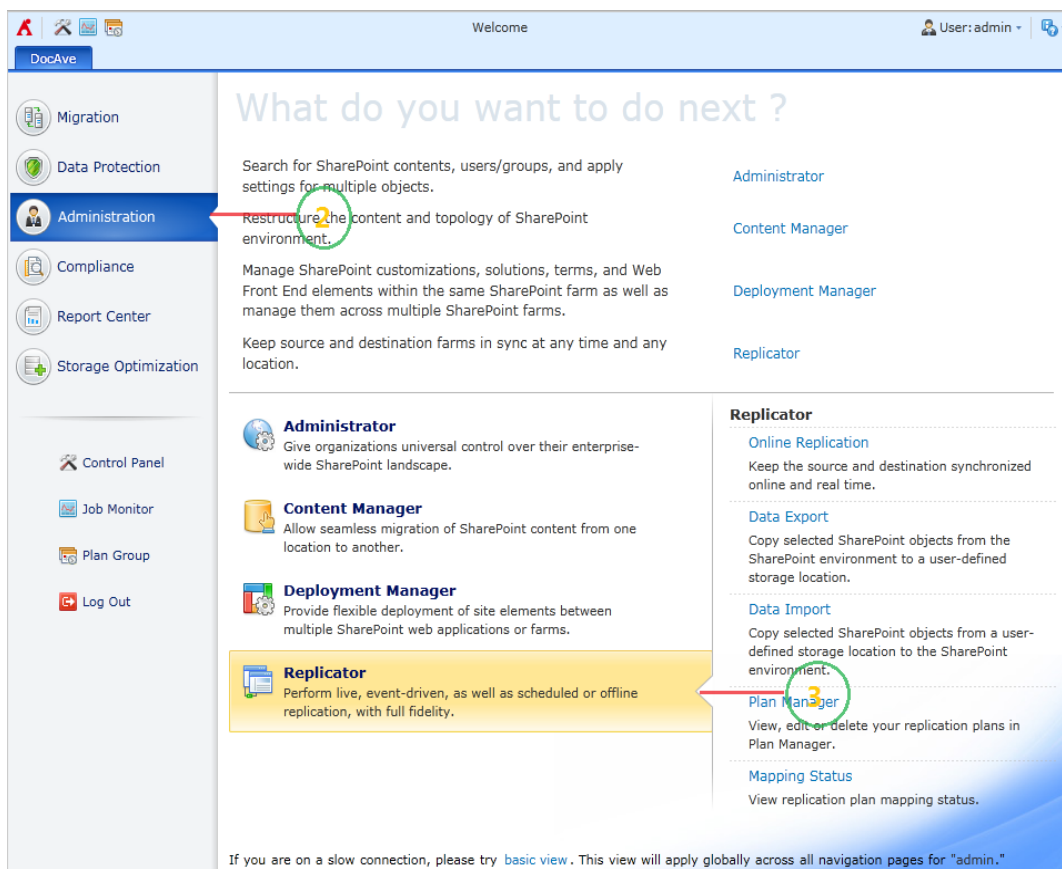 Welcome
User: admin
DocAve
Migration
Data Protection
Administration
Compliance
Report Center
Storage Optimization
Control Panel
Job Monitor
Plan Group
Log Out
What do you want to do next ?
Search for SharePoint contents, users/groups, and apply
settings for multiple objects.
Administrator
2
Restructure the content and topology of SharePoint
environment.
Content Manager
Manage SharePoint customizations, solutions, terms, and Web
Front End elements within the same SharePoint farm as well as
manage them across multiple SharePoint farms.
Deployment Manager
Keep source and destination farms in sync at any time and any
location.
Replicator
Administrator
Give organizations universal control over their enterprise-
wide SharePoint landscape.
Content Manager
Allow seamless migration of SharePoint content from one
location to another.
Deployment Manager
Provide flexible deployment of site elements between
multiple SharePoint web applications or farms.
Replicator
Perform live, event-driven, as well as scheduled or offline
replication, with full fidelity.
Replicator
Online Replication
Keep the source and destination synchronized
online and real time.
Data Export
Copy selected SharePoint objects from the
SharePoint environment to a user-defined
storage location.
Data Import
Copy selected SharePoint objects from a user-
defined storage location to the SharePoint
environment.
3
Plan Manager
View, edit or delete your replication plans in
Plan Manager.
Mapping Status
View replication plan mapping status.
If you are on a slow connection, please try basic view. This view will apply globally across all navigation pages for "admin."